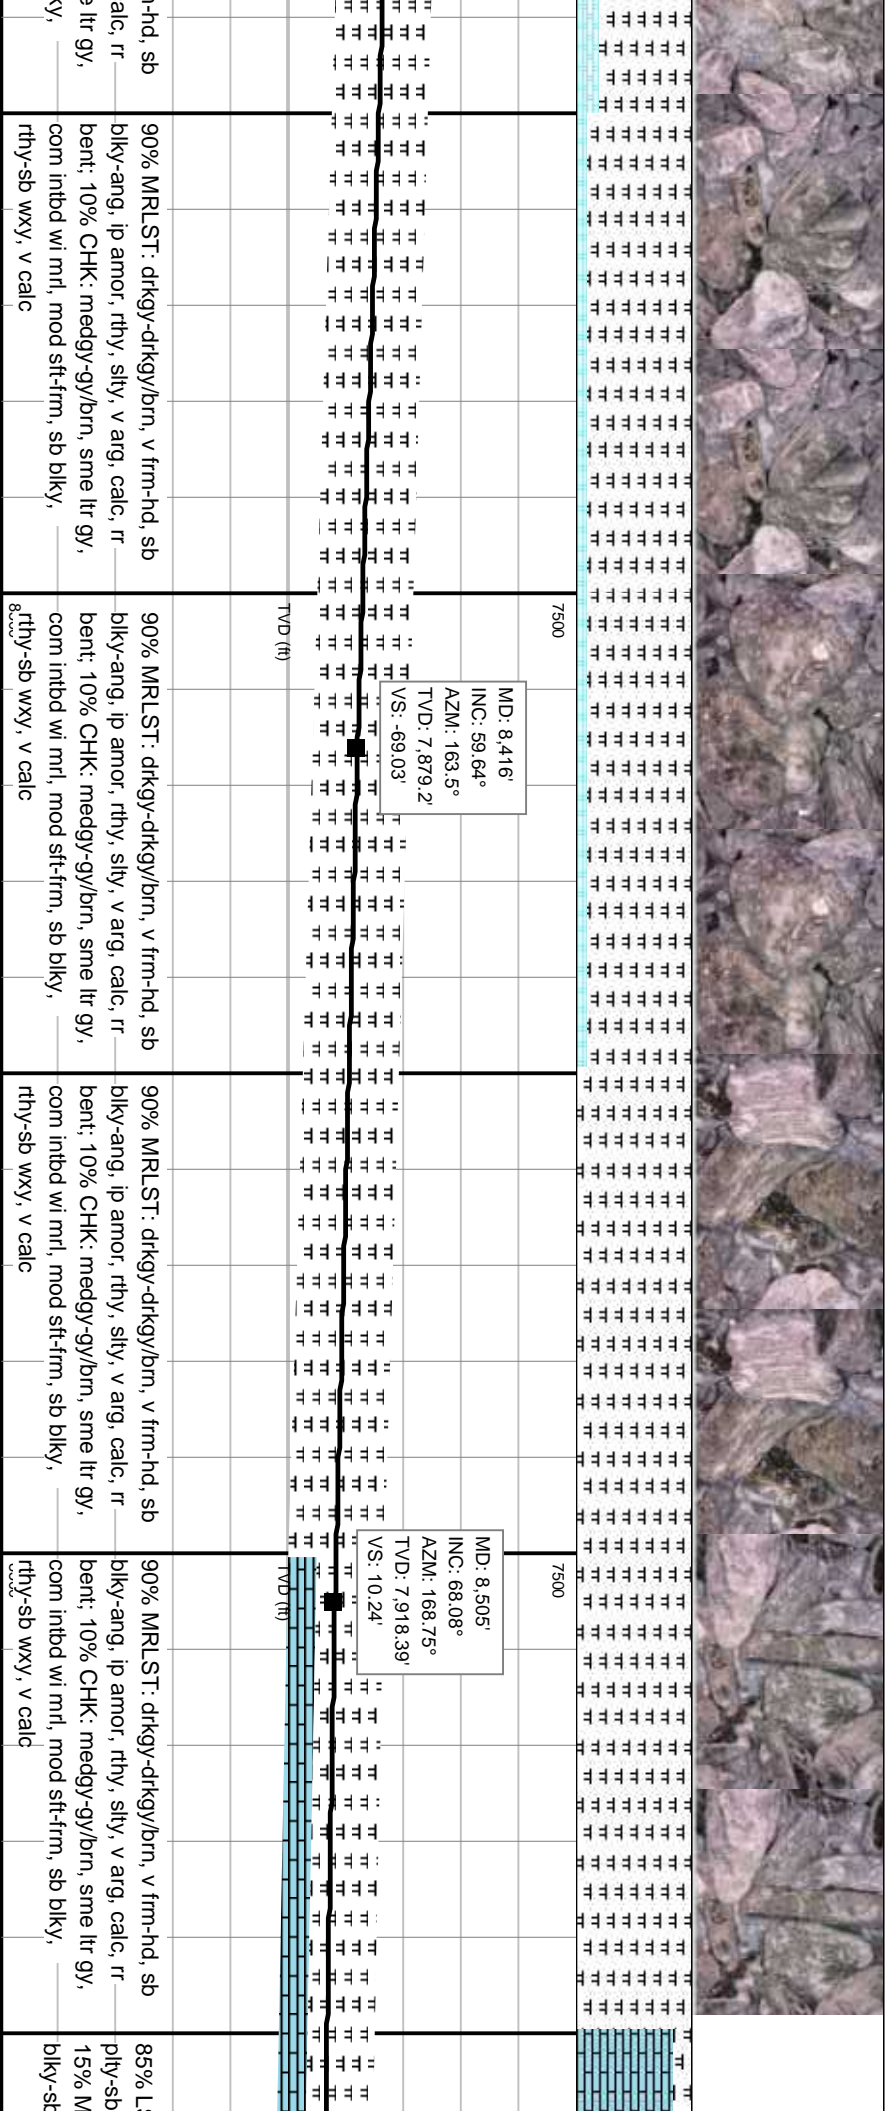 n-hd, sb
alc, rr
e ltr gy,
ky,
90% MRLST: drkgy-drkgy/brn, v frm-hd, sb
blky-ang, ip amor, rthy, slty, v arg, calc, rr
bent; 10% CHK: medgy-gy/brn, sme ltr gy,
com intbd wi mrl, mod sft-frm, sb blky,
rthy-sb wxy, v calc
7500
TVD (ft)
MD: 8,416'
INC: 59.64°
AZM: 163.5°
TVD: 7,879.2'
VS: -69.03'
90% MRLST: drkgy-drkgy/brn, v frm-hd, sb
blky-ang, ip amor, rthy, slty, v arg, calc, rr
bent; 10% CHK: medgy-gy/brn, sme ltr gy,
com intbd wi mrl, mod sft-frm, sb blky,
rthy-sb wxy, v calc
90% MRLST: drkgy-drkgy/brn, v frm-hd, sb
blky-ang, ip amor, rthy, slty, v arg, calc, rr
bent; 10% CHK: medgy-gy/brn, sme ltr gy,
com intbd wi mrl, mod sft-frm, sb blky,
rthy-sb wxy, v calc
7500
TVD (ft)
MD: 8,505'
INC: 68.08°
AZM: 168.75°
TVD: 7,918.39'
VS: 10.24'
90% MRLST: drkgy-drkgy/brn, v frm-hd, sb
blky-ang, ip amor, rthy, slty, v arg, calc, rr
bent; 10% CHK: medgy-gy/brn, sme ltr gy,
com intbd wi mrl, mod sft-frm, sb blky,
rthy-sb wxy, v calc
85% LS
plty-sb
15% M
blky-sb